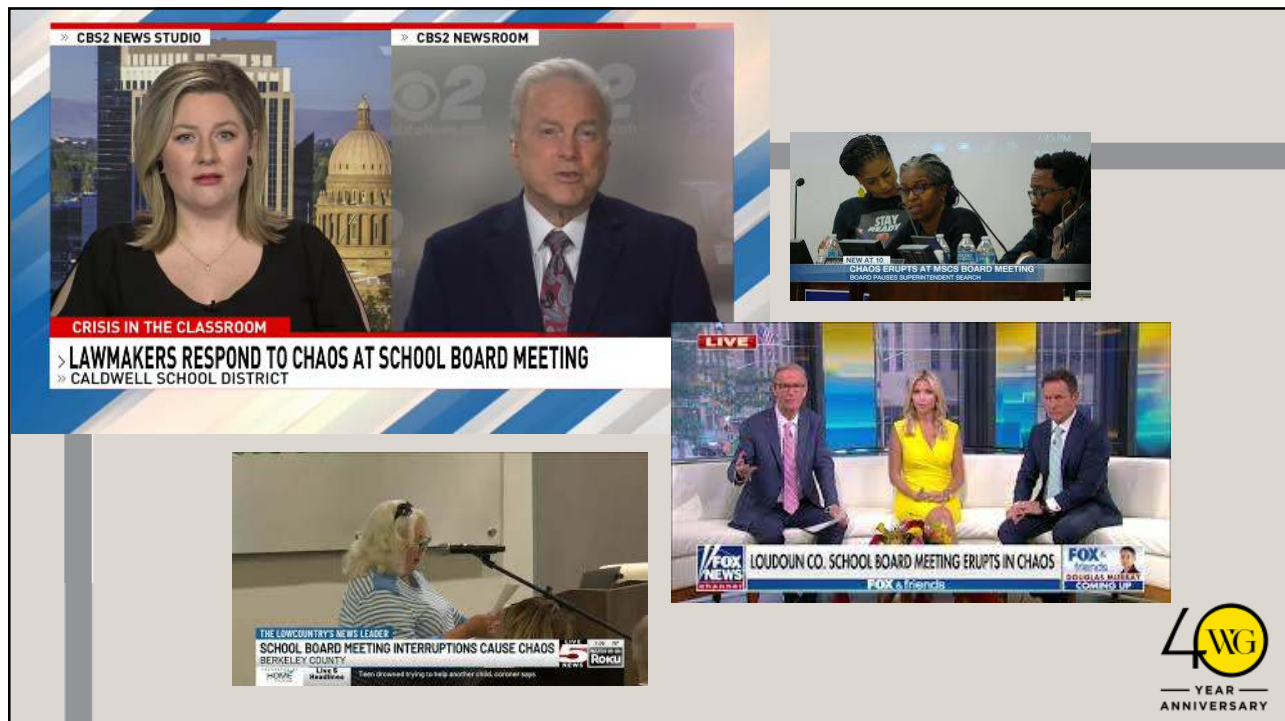 » CBS2 NEWS STUDIO
» CBS2 NEWSROOM
CRISIS IN THE CLASSROOM
> LAWMAKERS RESPOND TO CHAOS AT SCHOOL BOARD MEETING
» CALDWELL SCHOOL DISTRICT
STAY
READY
NEW AT 10
CHAOS ERUPTS AT MSCS BOARD MEETING
BOARD PAUSES SUPERINTENDENT SEARCH
LIVE
FOX
NEWS
channel
LOUDOUN CO. SCHOOL BOARD MEETING ERUPTS IN CHAOS
FOX & friends
FOX &
friends
DOUGLAS MURRAY
COMING UP
THE LOWCOUNTRY'S NEWS LEADER
SCHOOL BOARD MEETING INTERRUPTIONS CAUSE CHAOS
BERKELEY COUNTY
LIVE
5
NEWS
Roku
HOME
Live 5
Headlines
Teen drowned trying to help another child, coroner says
40
WG
YEAR
ANNIVERSARY